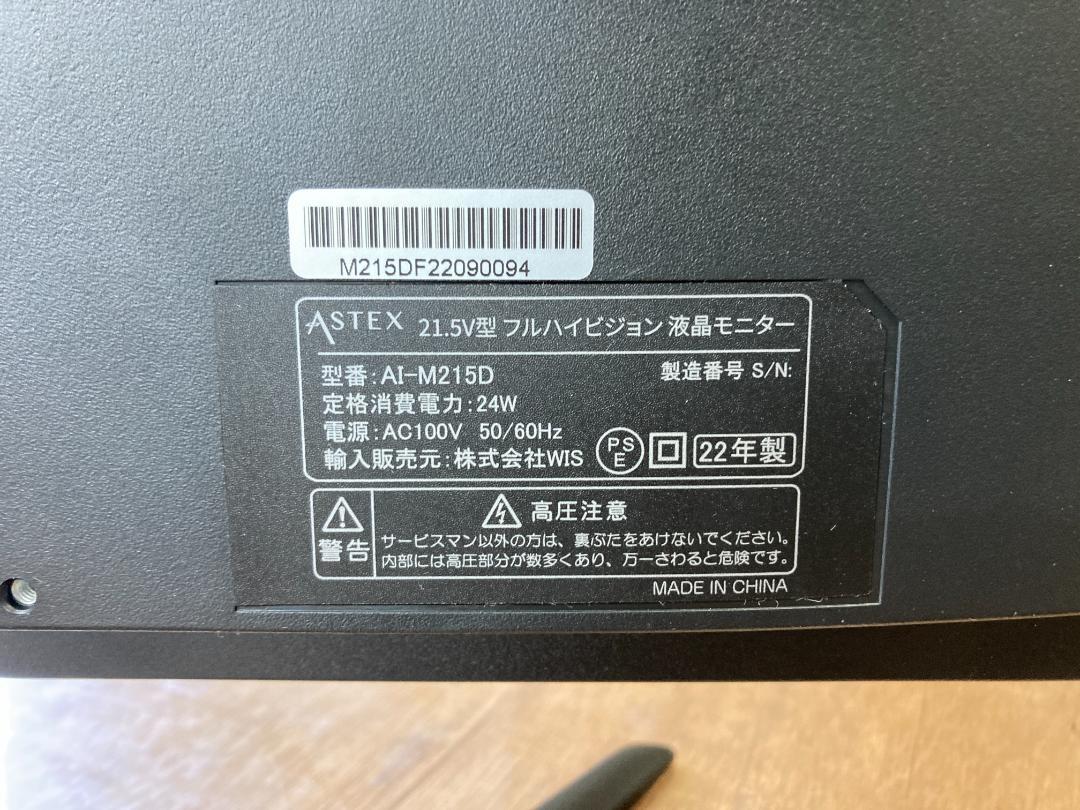 M215DF22090094
ASTEX 21.5V型 フルハイビジョン 液晶モニター
型番:AI-M215D 製造番号 S/N:
定格消費電力:24W
電源:AC100V 50/60Hz
輸入販売元:株式会社WIS PSE 22年製
警告
高圧注意
サービスマン以外の方は、裏ぶたをあけないでください。
内部には高圧部分が数多くあり、万一さわると危険です。
MADE IN CHINA